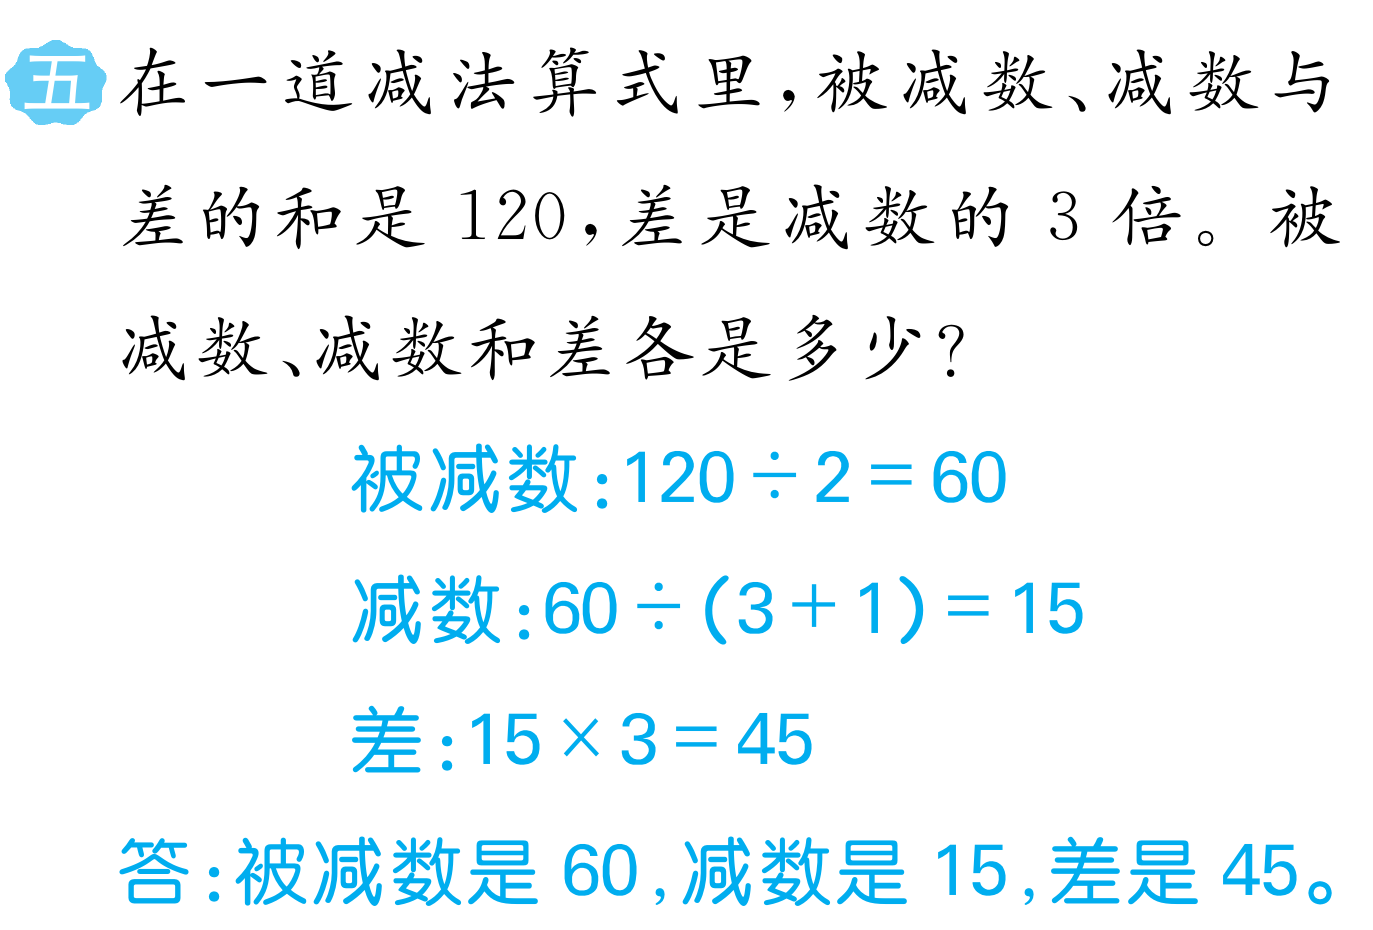 五 在一道减法算式里,被减数、减数与
差的和是 120,差是减数的 3 倍。被
减数、减数和差各是多少?
被减数:120÷2=60
减数:60÷(3+1)=15
差:15×3=45
答:被减数是 60,减数是 15,差是 45。